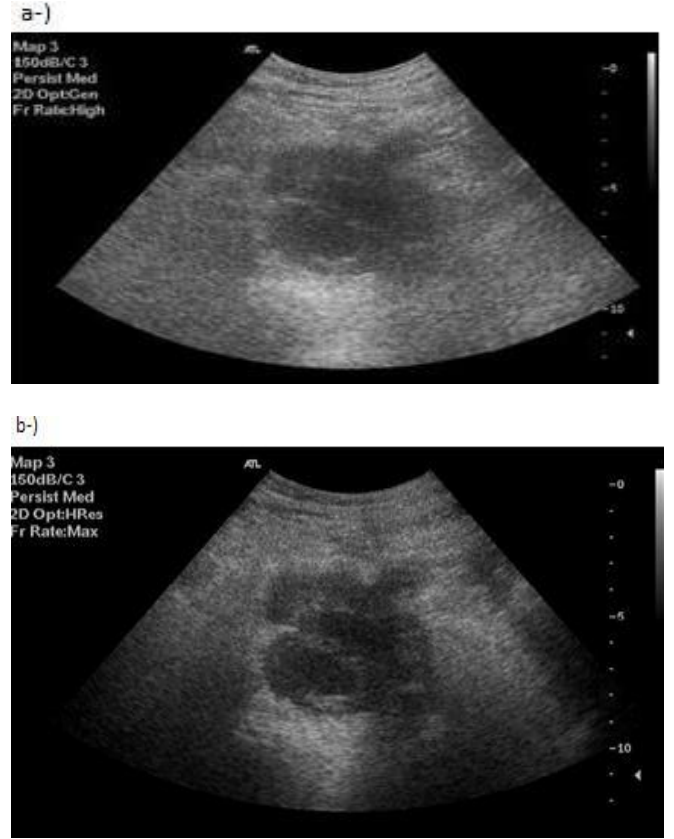 a-)
Map 3
150dB/C 3
Persist Med
2D Opt:Gen
Fr Rate:High
ATL
0
5
10
b-)
Map 3
150dB/C 3
Persist Med
2D Opt:HRes
Fr Rate:Max
ATL
0
5
10